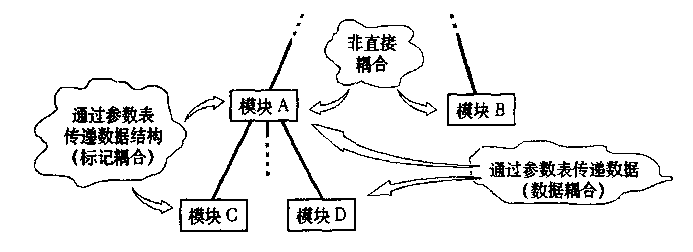 非直接
耦合
通过参数表
传递数据结构
(标记耦合)
模块 A
模块 B
通过参数表传递数据
(数据耦合)
模块 C
模块 D